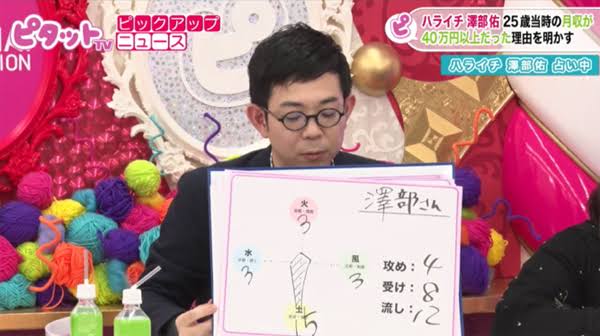 ピタットTV
ピックアップ
ニュース
ハライチ 澤部佑 25歳当時の月収が
40万円以上だった理由を明かす
ハライチ 澤部佑 占い中
澤部さん
火
3
水
3
風
3
土
15
攻め：4
受け：8
流し：12